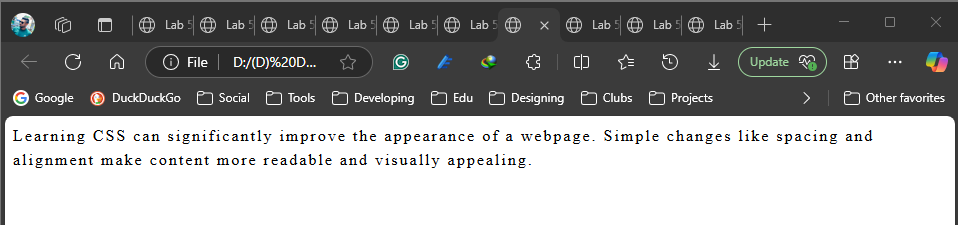 Lab 5 Lab 5 Lab 5 Lab 5 Lab 5 Lab 5 Lab 5 Lab 5 Lab 5
File D:/(D)%20D... Update
Google DuckDuckGo Social Tools Developing Edu Designing Clubs Projects Other favorites
Learning CSS can significantly improve the appearance of a webpage. Simple changes like spacing and
alignment make content more readable and visually appealing.